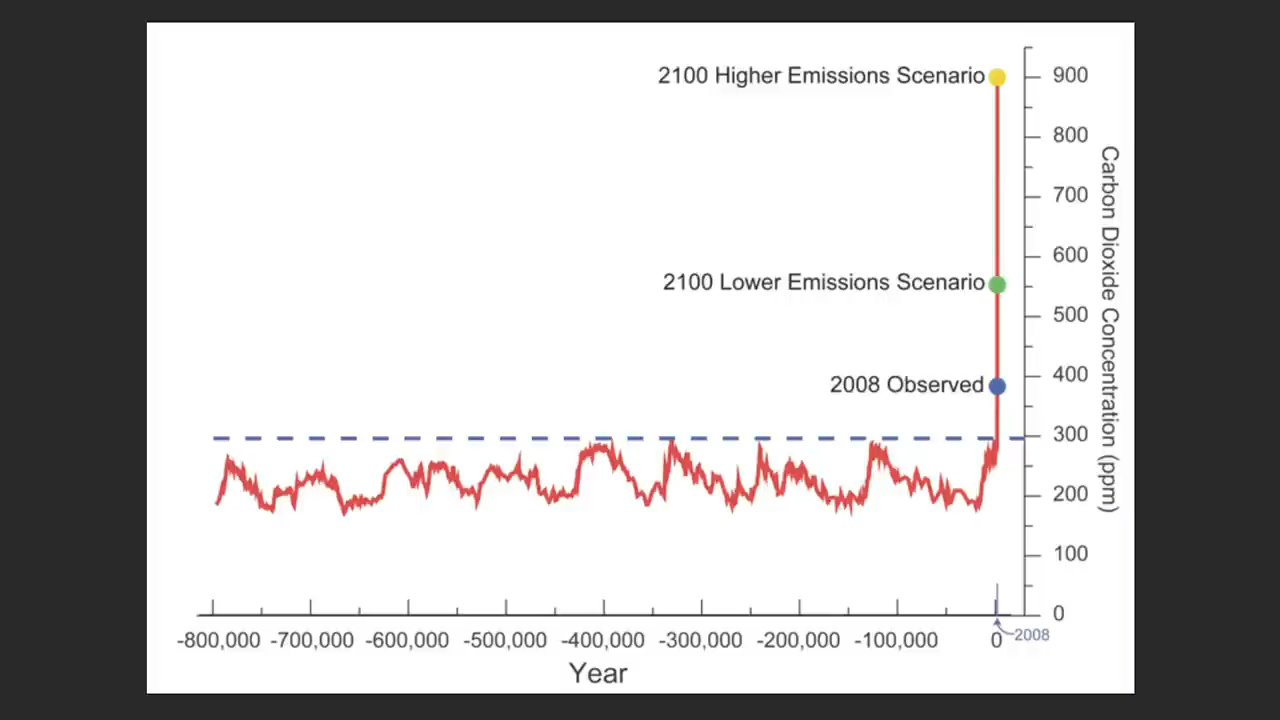 2100 Higher Emissions Scenario
2100 Lower Emissions Scenario
2008 Observed
900
800
700
600
500
400
300
200
100
0
Carbon Dioxide Concentration (ppm)
-800,000 -700,000 -600,000 -500,000 -400,000 -300,000 -200,000 -100,000 0 2008
Year